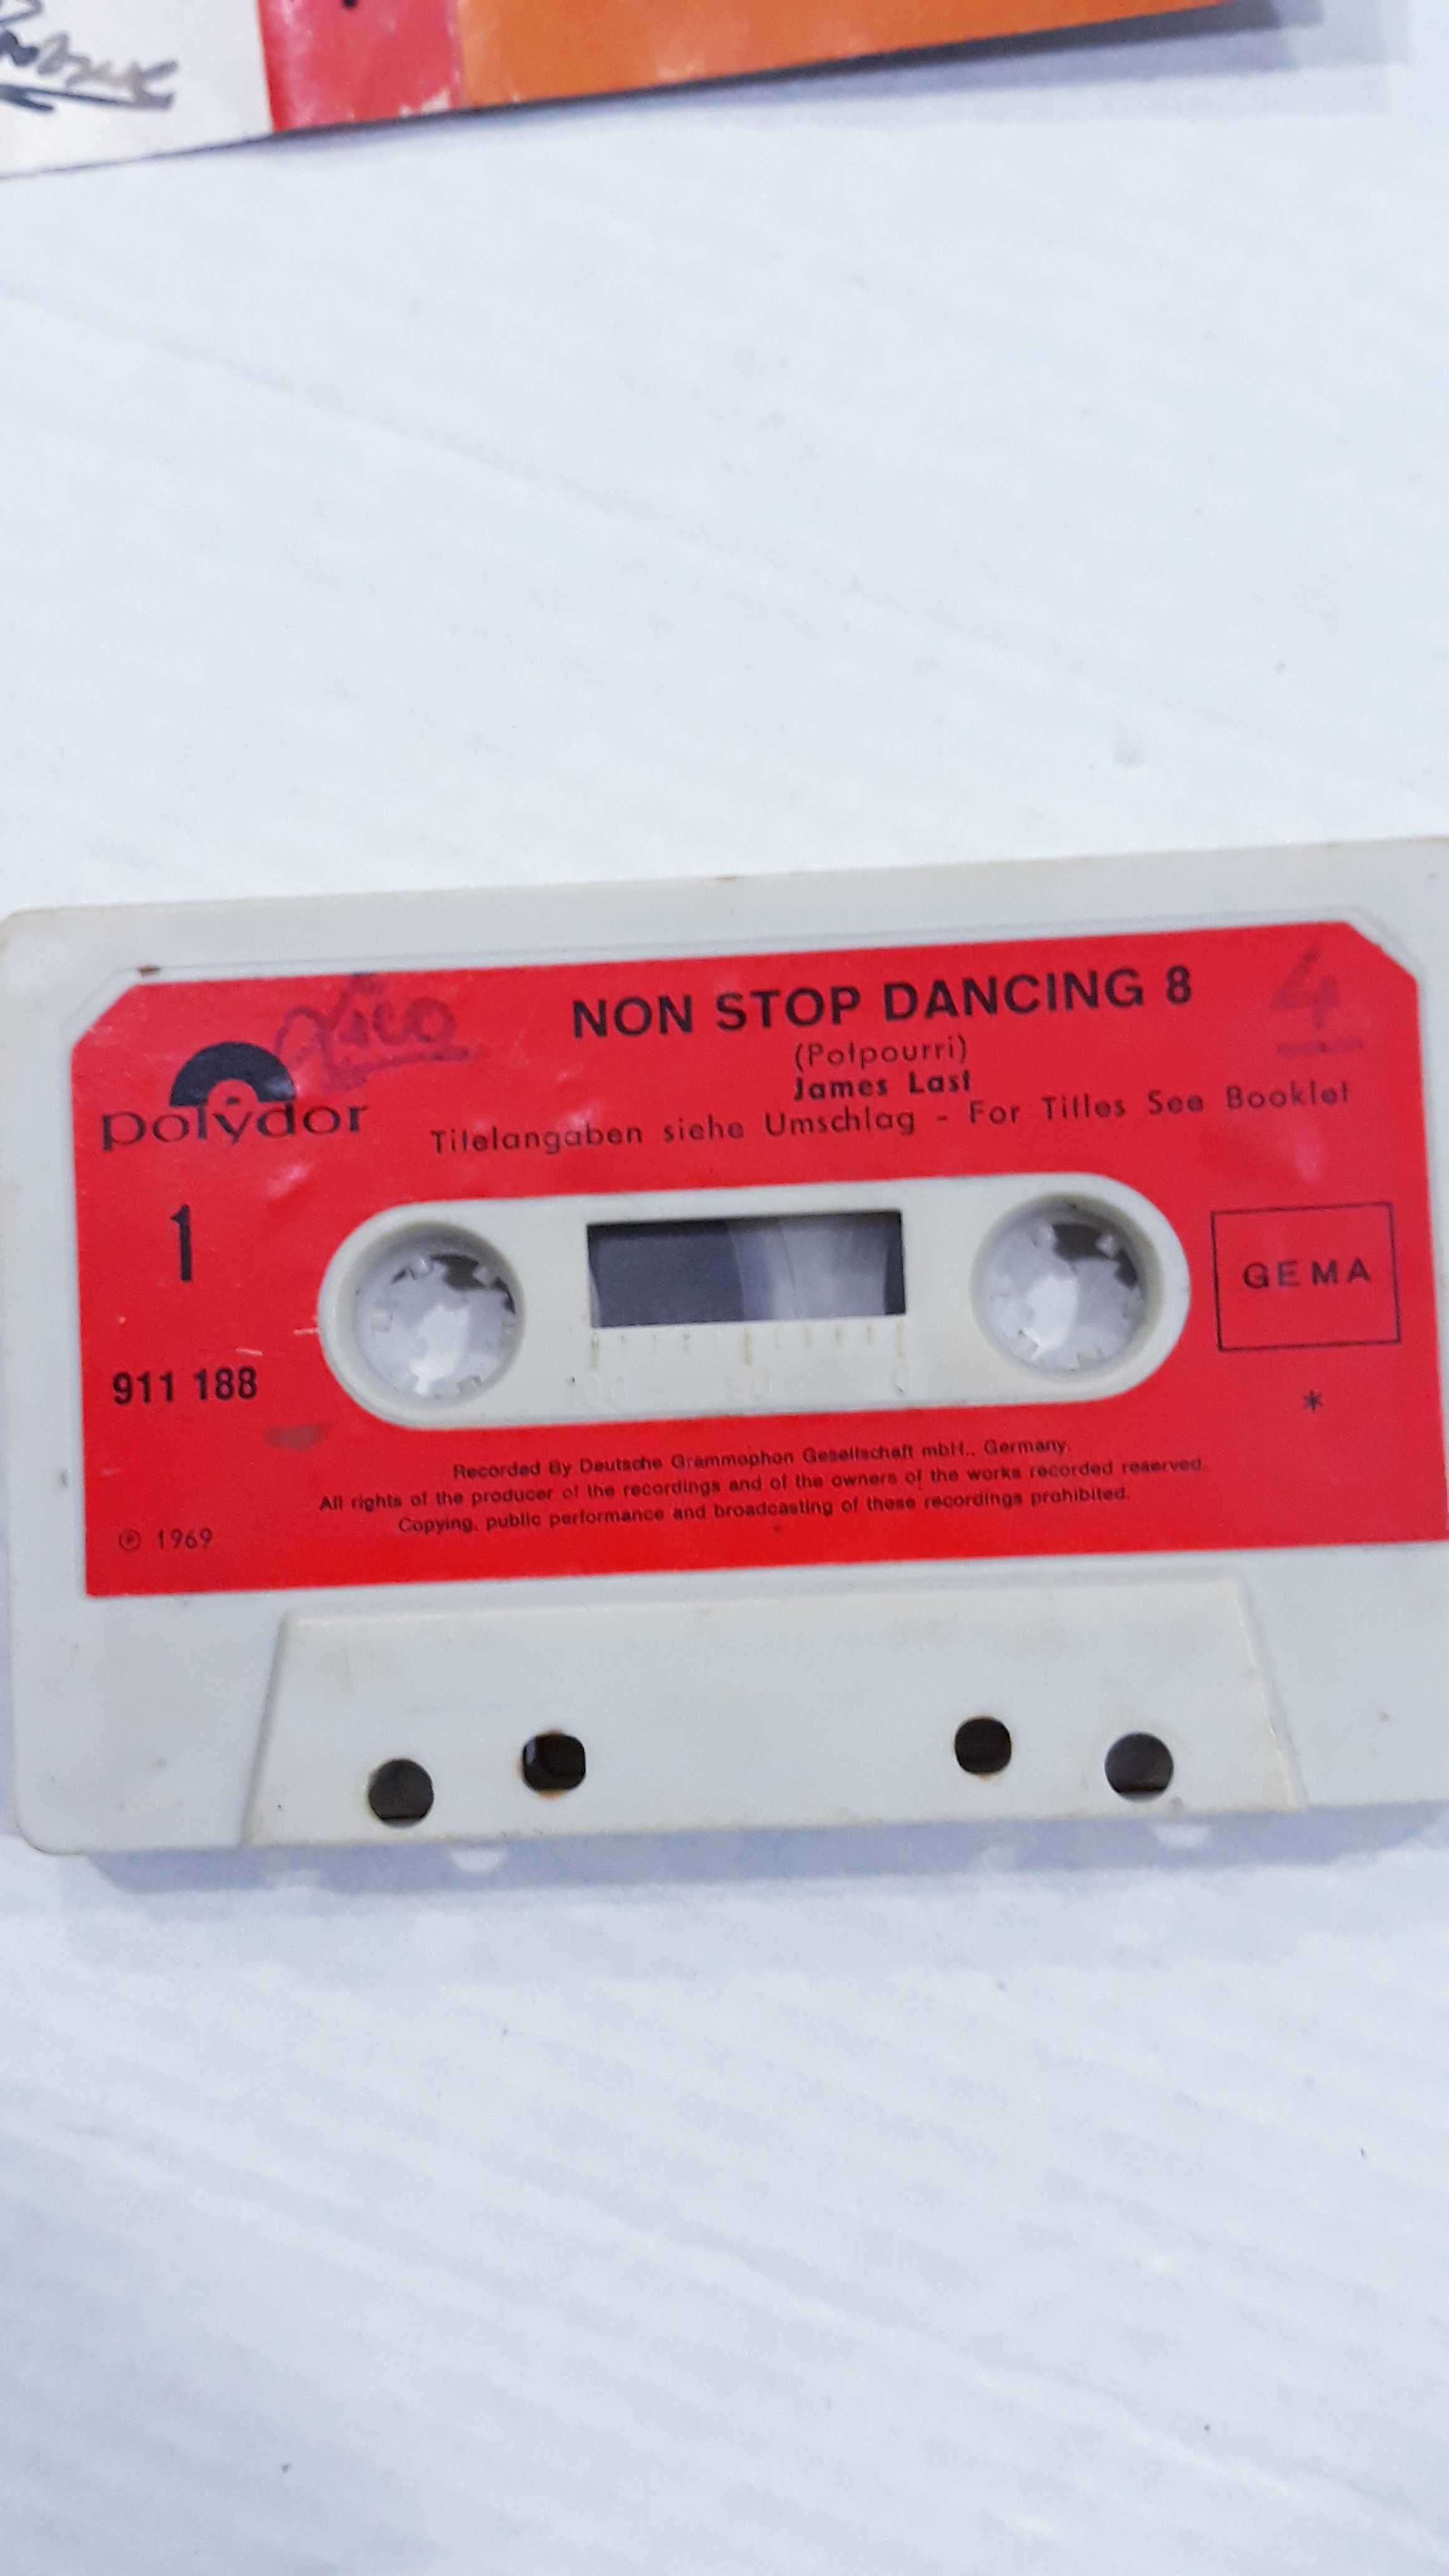 NON STOP DANCING 8
4
(Potpourri)
James Last
polydor
Titelangaben siehe Umschlag - For Titles See Booklet
1
GEMA
911 188
*
Recorded By Deutsche Grammophon Gesellschaft mbH., Germany.
All rights of the producer of the recordings and of the owners of the works recorded reserved.
Copying, public performance and broadcasting of these recordings prohibited.
℗ 1969